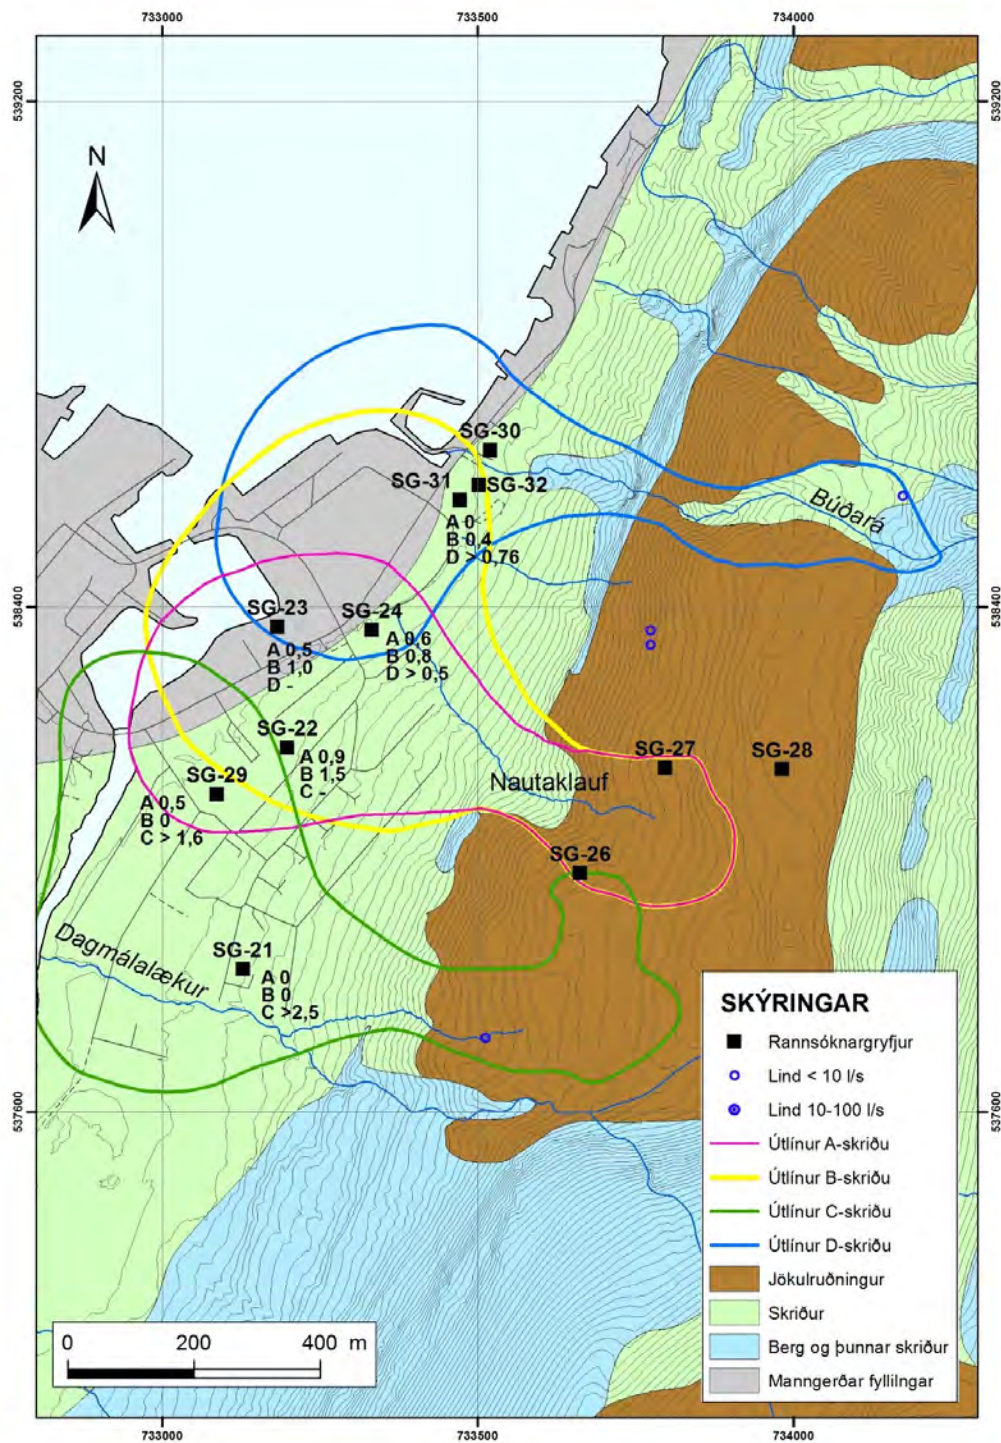 733000
733500
734000
539200
539200
N
SG-30
SG-31
SG-32
A 0
B 0,4
D > 0,76
Búðará
SG-23
SG-24
538400
538400
A 0,5
B 1,0
D -
A 0,6
B 0,8
D > 0,5
SG-22
A 0,9
B 1,5
C -
SG-27
SG-28
SG-29
Nautaklauf
A 0,5
B 0
C > 1,6
SG-26
Dagmálalækur
SG-21
A 0
B 0
C >2,5
SKÝRINGAR
Rannsóknargryfjur
Lind < 10 l/s
Lind 10-100 l/s
537600
537600
Útlínur A-skriðu
Útlínur B-skriðu
Útlínur C-skriðu
Útlínur D-skriðu
Jökulruðningur
Skriður
Berg og þunnar skriður
Manngerðar fyllilngar
0 200 400 m
733000
733500
734000